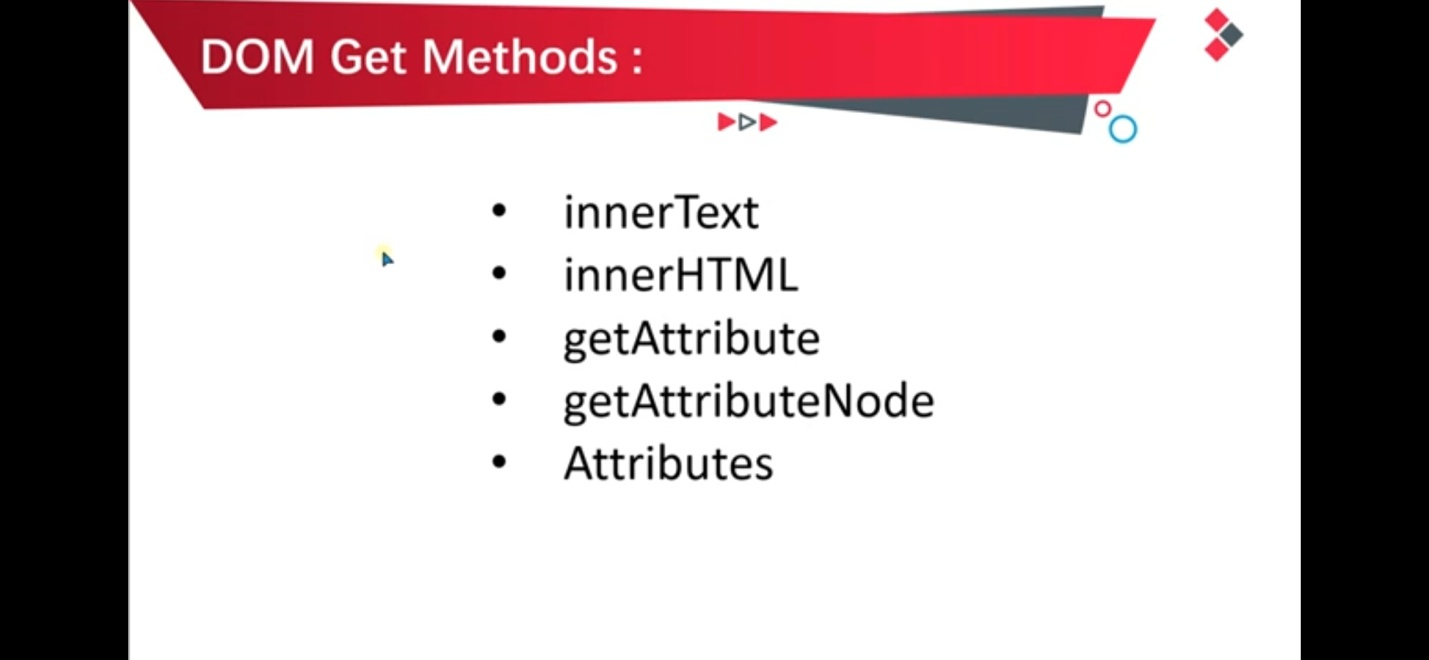 DOM Get Methods :
• innerText
• innerHTML
• getAttribute
• getAttributeNode
• Attributes